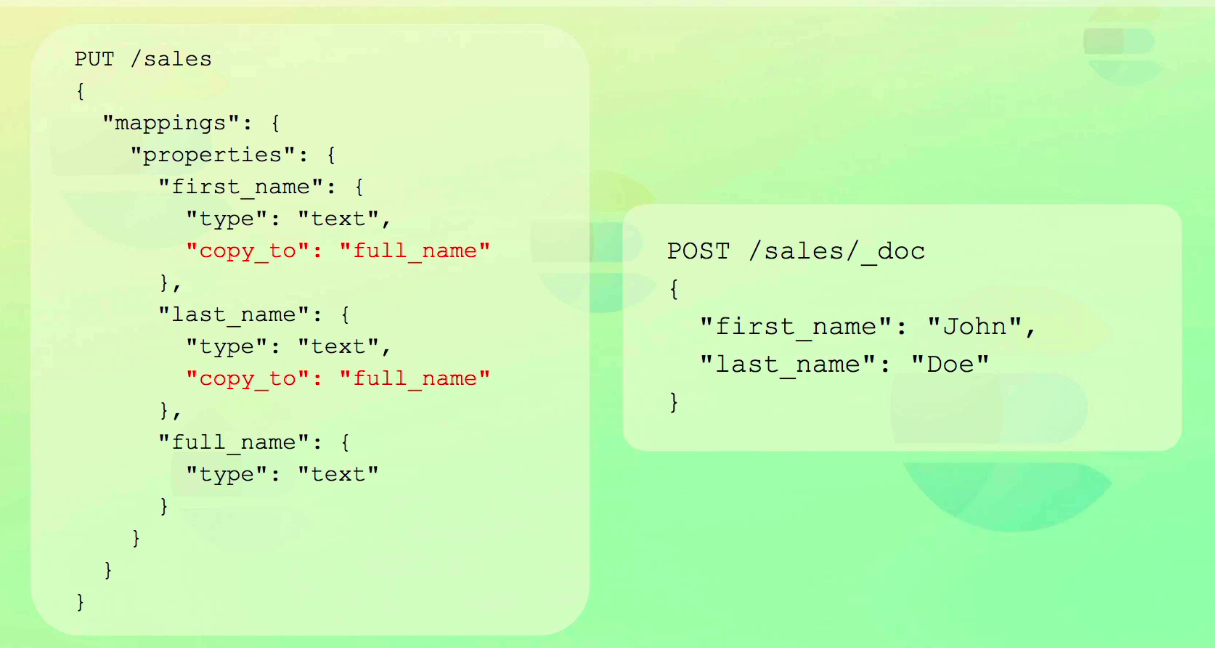 PUT /sales
{
  "mappings": {
    "properties": {
      "first_name": {
        "type": "text",
        "copy_to": "full_name"
      },
      "last_name": {
        "type": "text",
        "copy_to": "full_name"
      },
      "full_name": {
        "type": "text"
      }
    }
  }
}
POST /sales/_doc
{
  "first_name": "John",
  "last_name": "Doe"
}